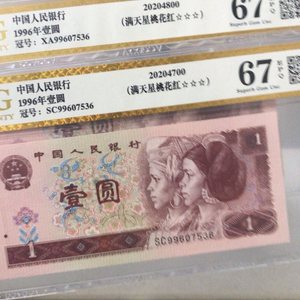 中国人民银行
1996年壹圆
冠号：XA99607536
20204800
(满天星桃花红☆☆☆)
67
Superb Gem Unc
中国人民银行
1996年壹圆
冠号：SC99607536
20204700
(满天星桃花红☆☆☆)
67
Superb Gem Unc
中国人民银行
壹圆
1
SC99607536
1